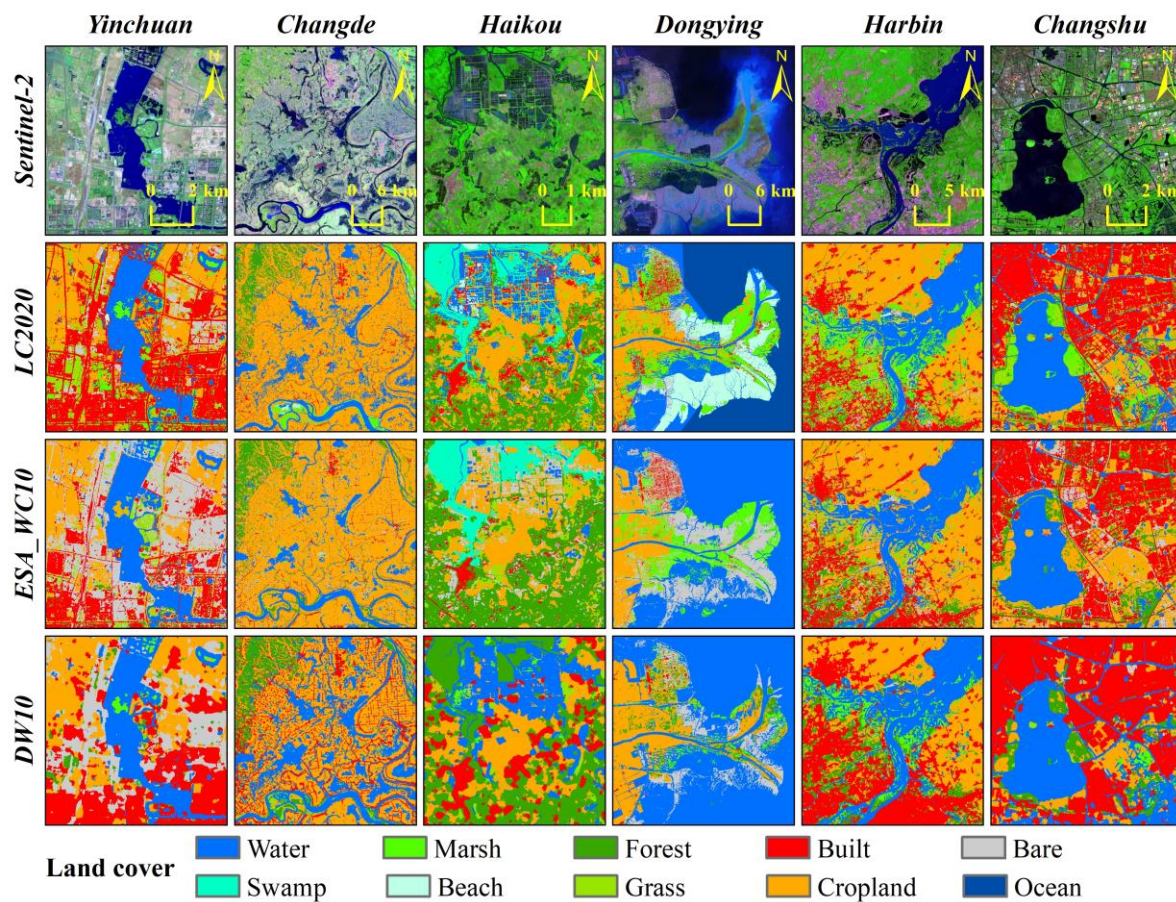 Yinchuan Changde Haikou Dongying Harbin Changshu
Sentinel-2
N N N N N N
0 2 km 0 6 km 0 1 km 0 6 km 0 5 km 0 2 km
LC2020
ESA_WC10
DW10
Land cover
Water Marsh Forest Built Bare
Swamp Beach Grass Cropland Ocean